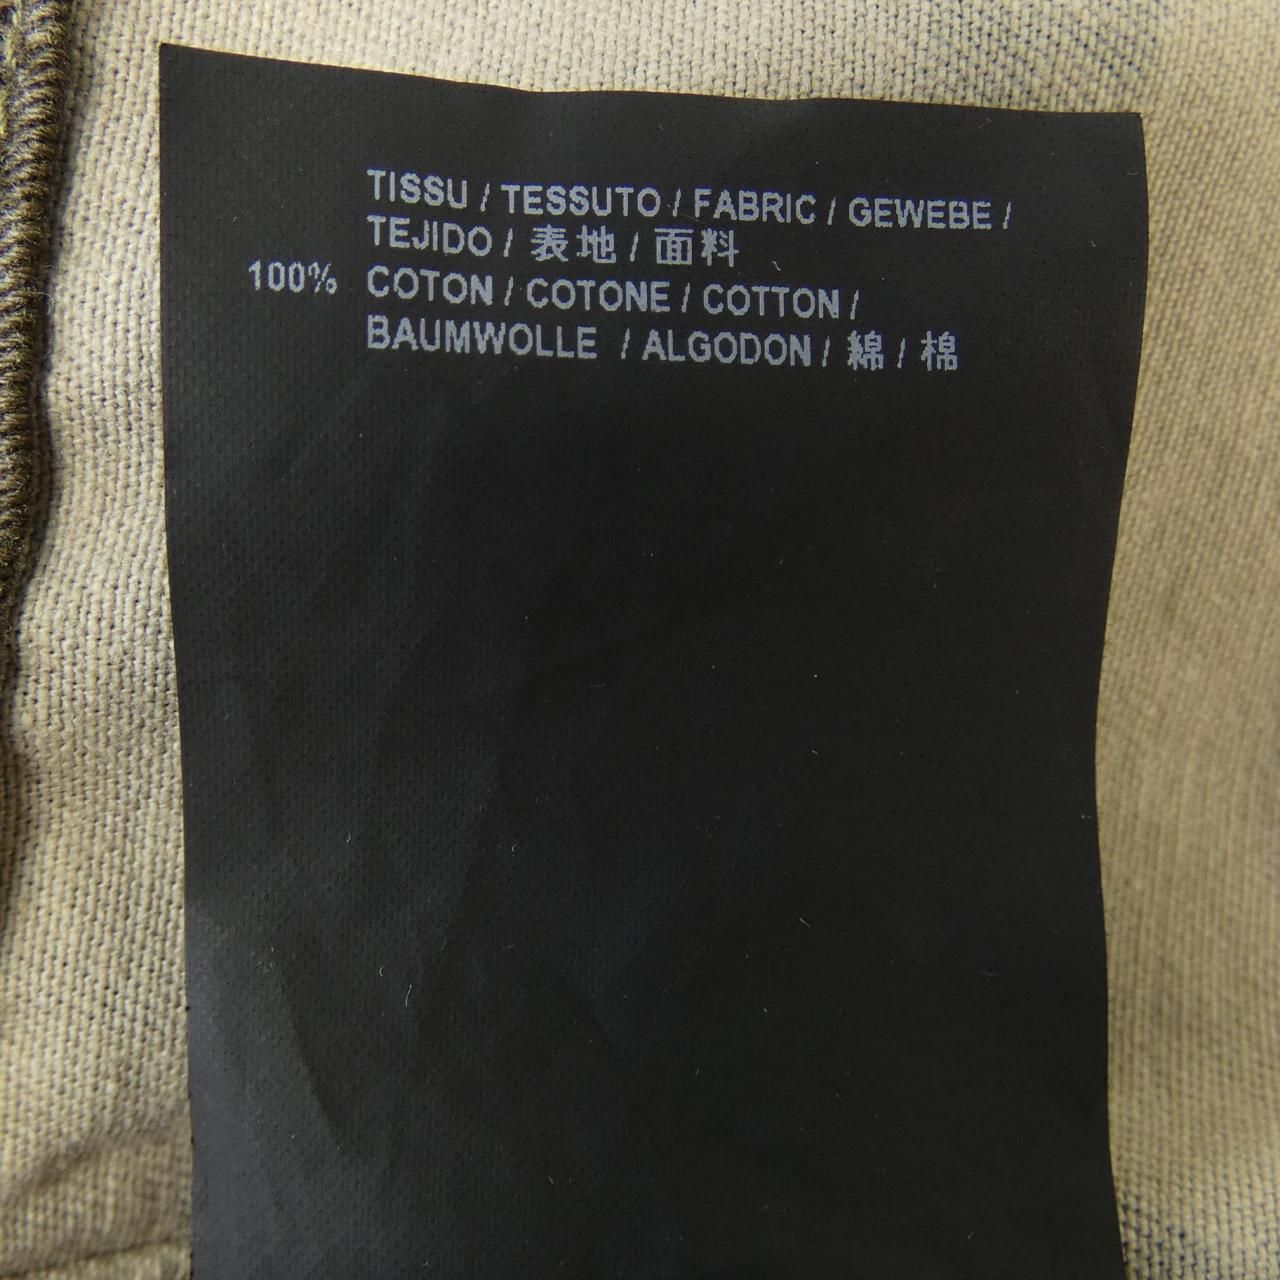 TISSU / TESSUTO / FABRIC / GEWEBE /
TEJIDO / 表地 / 面料
100% COTON / COTONE / COTTON /
BAUMWOLLE / ALGODON / 綿 / 棉